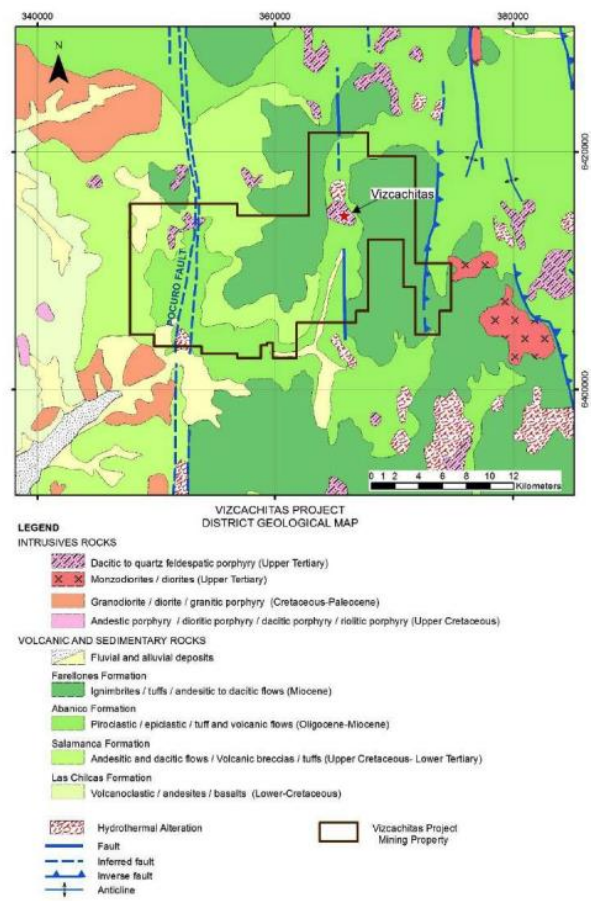 340000 360000 380000
N
6420000
Vizcachitas
POCURO FAULT
6400000
0 1 2 4 6 8 10 12
Kilometers
VIZCACHITAS PROJECT
DISTRICT GEOLOGICAL MAP
LEGEND
INTRUSIVES ROCKS
Dacitic to quartz feldespatic porphyry (Upper Tertiary)
Monzodiorites / diorites (Upper Tertiary)
Granodiorite / diorite / granitic porphyry (Cretaceous-Paleocene)
Andestic porphyry / dioritic porphyry / dacitic porphyry / riolitic porphyry (Upper Cretaceous)
VOLCANIC AND SEDIMENTARY ROCKS
Fluvial and alluvial deposits
Farellones Formation
Ignimbrites / tuffs / andesitic to dacitic flows (Miocene)
Abanico Formation
Piroclastic / epiclastic / tuff and volcanic flows (Oligocene-Miocene)
Salamanca Formation
Andesitic and dacitic flows / Volcanic breccias / tuffs (Upper Cretaceous- Lower Tertiary)
Las Chilcas Formation
Volcanoclastic / andesites / basalts (Lower-Cretaceous)
Hydrothermal Alteration
Fault
Inferred fault
Inverse fault
Anticline
Vizcachitas Project
Mining Property